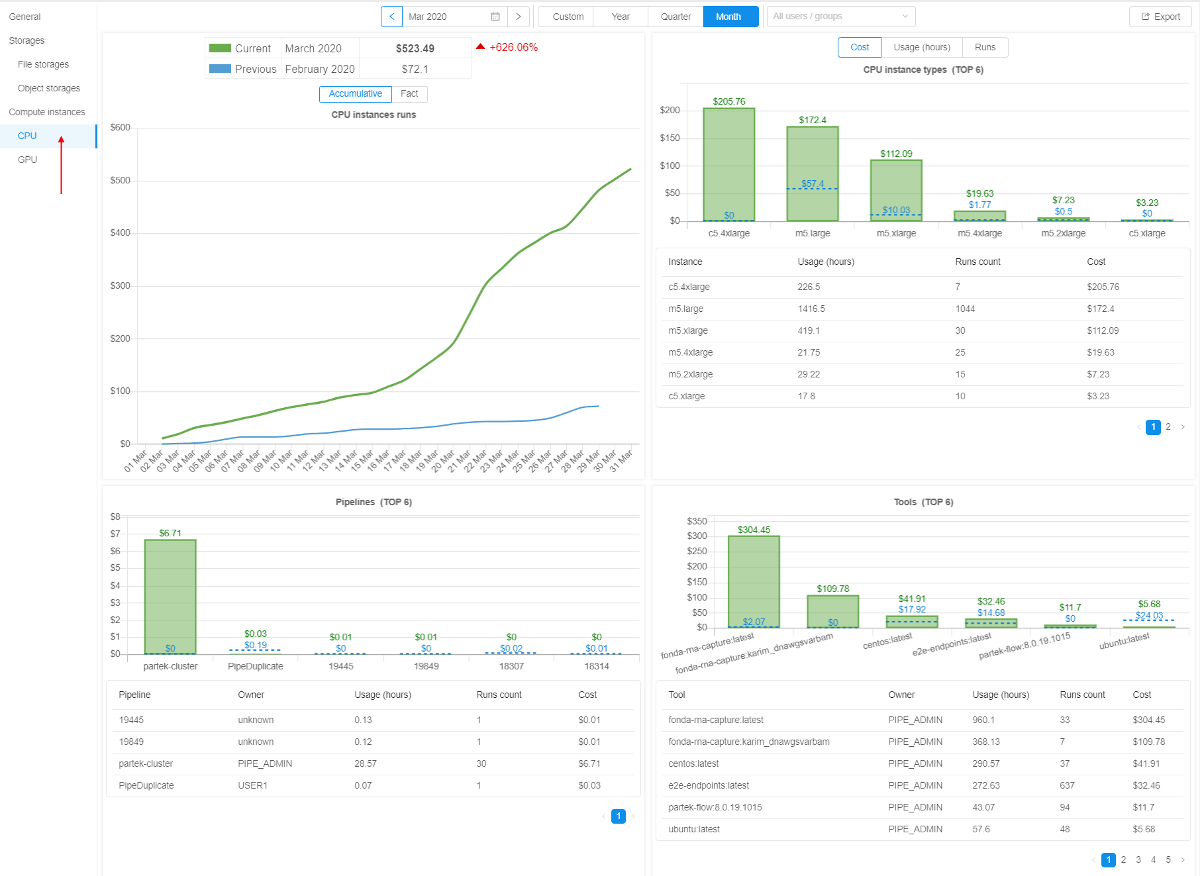 General
Storages
File storages
Object storages
Compute instances
CPU
GPU
Mar 2020
Custom Year Quarter Month
All users / groups
Export
Current March 2020 $523.49 +626.06%
Previous February 2020 $72.1
Accumulative Fact
CPU instances runs
$600
$500
$400
$300
$200
$100
$0
01 Mar 02 Mar 03 Mar 04 Mar 05 Mar 06 Mar 07 Mar 08 Mar 09 Mar 10 Mar 11 Mar 12 Mar 13 Mar 14 Mar 15 Mar 16 Mar 17 Mar 18 Mar 19 Mar 20 Mar 21 Mar 22 Mar 23 Mar 24 Mar 25 Mar 26 Mar 27 Mar 28 Mar 29 Mar 30 Mar 31 Mar
Cost Usage (hours) Runs
CPU instance types (TOP 6)
$200
$150
$100
$50
$0
$205.76 $172.4 $112.09 $19.63 $7.23 $3.23
$0 $57.4 $10.03 $1.77 $0.5 $0
c5.4xlarge m5.large m5.xlarge m5.4xlarge m5.2xlarge c5.xlarge
Instance Usage (hours) Runs count Cost
c5.4xlarge 226.5 7 $205.76
m5.large 1416.5 1044 $172.4
m5.xlarge 419.1 30 $112.09
m5.4xlarge 21.75 25 $19.63
m5.2xlarge 29.22 15 $7.23
c5.xlarge 17.8 10 $3.23
1 2
Pipelines (TOP 6)
$8
$7
$6
$5
$4
$3
$2
$1
$0
$6.71 $0.03 $0.01 $0.01 $0 $0
$0 $0.19 $0 $0 $0.02 $0.01
partek-cluster PipeDuplicate 19445 19849 18307 18314
Pipeline Owner Usage (hours) Runs count Cost
19445 unknown 0.13 1 $0.01
19849 unknown 0.12 1 $0.01
partek-cluster PIPE_ADMIN 28.57 30 $6.71
PipeDuplicate USER1 0.07 1 $0.03
1
Tools (TOP 6)
$350
$300
$250
$200
$150
$100
$50
$0
$304.45 $109.78 $41.91 $32.46 $11.7 $5.68
$2.07 $0 $17.92 $14.68 $0 $24.03
fonda-rna-capture:latest fonda-rna-capture:karim_dnawgsvarbam centos:latest e2e-endpoints:latest partek-flow:8.0.19.1015 ubuntu:latest
Tool Owner Usage (hours) Runs count Cost
fonda-rna-capture:latest PIPE_ADMIN 960.1 33 $304.45
fonda-rna-capture:karim_dnawgsvarbam PIPE_ADMIN 368.13 7 $109.78
centos:latest PIPE_ADMIN 290.57 37 $41.91
e2e-endpoints:latest PIPE_ADMIN 272.63 637 $32.46
partek-flow:8.0.19.1015 PIPE_ADMIN 43.07 94 $11.7
ubuntu:latest PIPE_ADMIN 57.6 48 $5.68
1 2 3 4 5